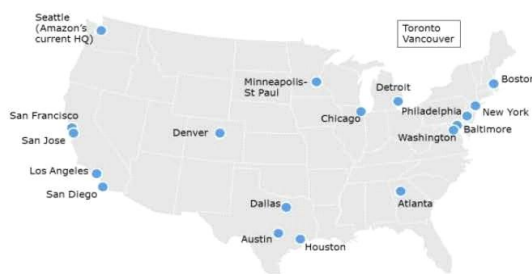 Seattle
(Amazon's
current HQ)
Toronto
Vancouver
Minneapolis-
St Paul
Detroit
Boston
San Francisco
San Jose
Denver
Chicago
Philadelphia
New York
Washington
Baltimore
Los Angeles
San Diego
Dallas
Atlanta
Austin
Houston